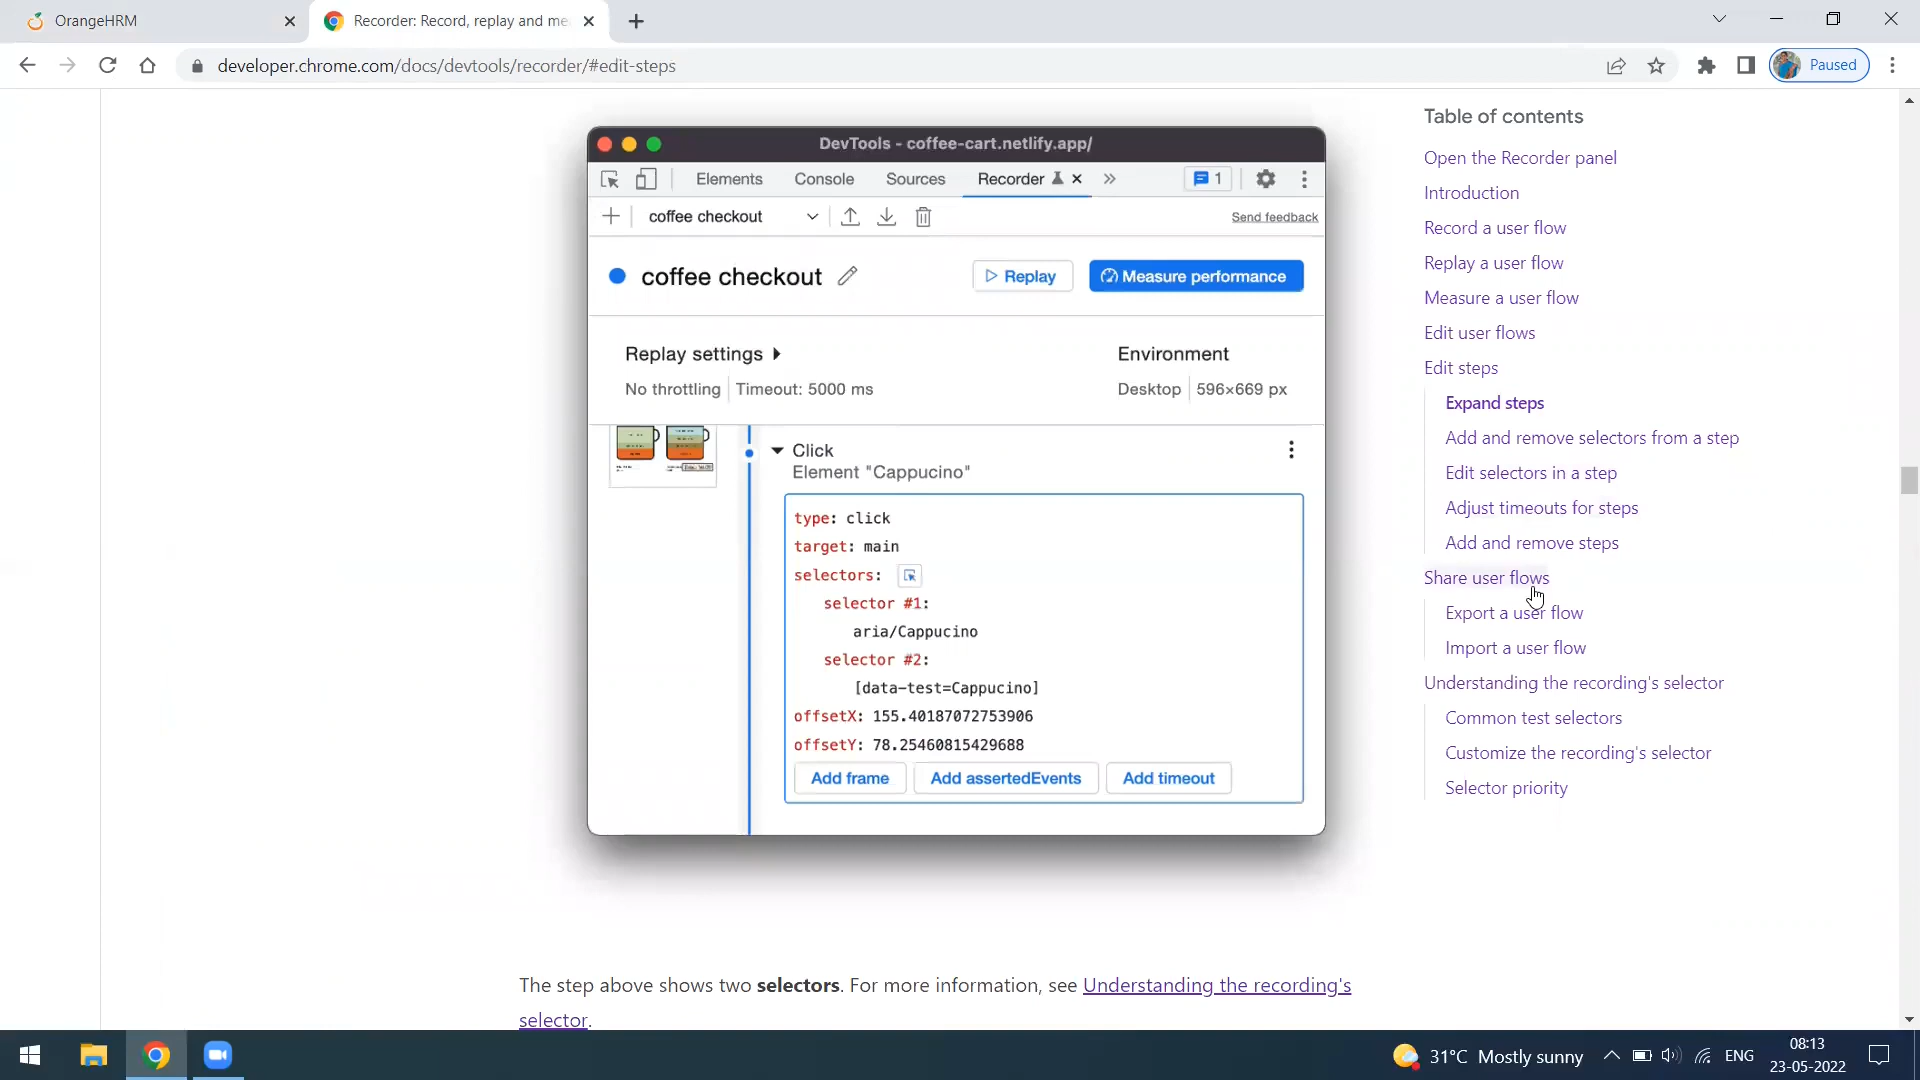 OrangeHRM
Recorder: Record, replay and me
developer.chrome.com/docs/devtools/recorder/#edit-steps
Paused
DevTools - coffee-cart.netlify.app/
Elements Console Sources Recorder 1
coffee checkout
Send feedback
coffee checkout
Replay
Measure performance
Replay settings
Environment
No throttling Timeout: 5000 ms
Desktop 596×669 px
Click
Element "Cappucino"
type: click
target: main
selectors:
selector #1:
aria/Cappucino
selector #2:
[data-test=Cappucino]
offsetX: 155.40187072753906
offsetY: 78.25460815429688
Add frame Add assertedEvents Add timeout
The step above shows two selectors. For more information, see Understanding the recording's
selector.
Table of contents
Open the Recorder panel
Introduction
Record a user flow
Replay a user flow
Measure a user flow
Edit user flows
Edit steps
Expand steps
Add and remove selectors from a step
Edit selectors in a step
Adjust timeouts for steps
Add and remove steps
Share user flows
Export a user flow
Import a user flow
Understanding the recording's selector
Common test selectors
Customize the recording's selector
Selector priority
31°C Mostly sunny
ENG
08:13
23-05-2022